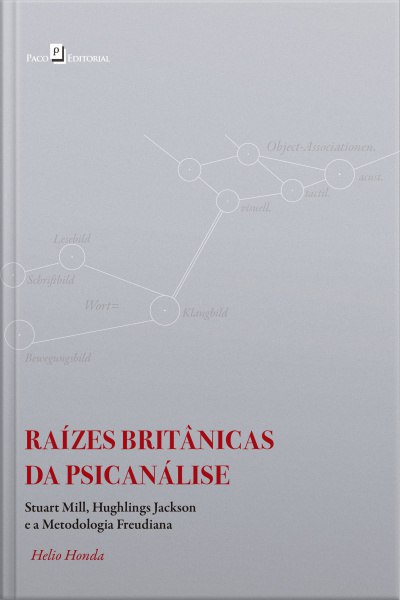 PACO EDITORIAL
Object-Associationen.
acust.
tactil.
visuell.
Lesebild
Schriftbild
Wort=
Klangbild
Bewegungsbild
RAÍZES BRITÂNICAS
DA PSICANÁLISE
Stuart Mill, Hughlings Jackson
e a Metodologia Freudiana
Helio Honda